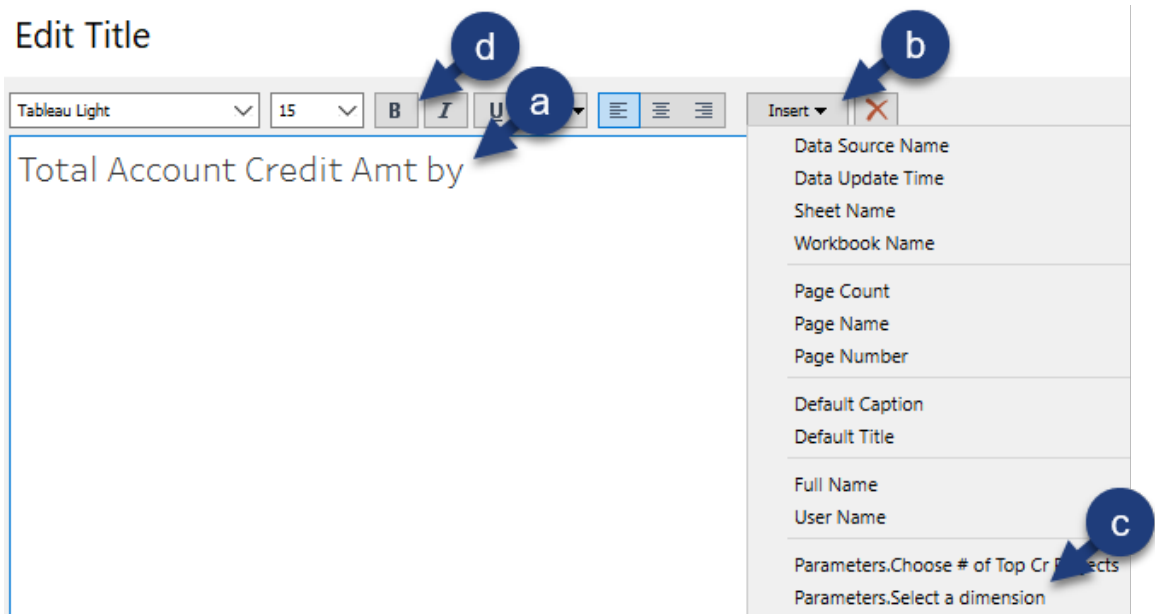 Edit Title
d
b
Tableau Light 15 B I U a Insert
Total Account Credit Amt by
Data Source Name
Data Update Time
Sheet Name
Workbook Name
Page Count
Page Name
Page Number
Default Caption
Default Title
Full Name
User Name
c
Parameters.Choose # of Top Cr
Parameters.Select a dimension